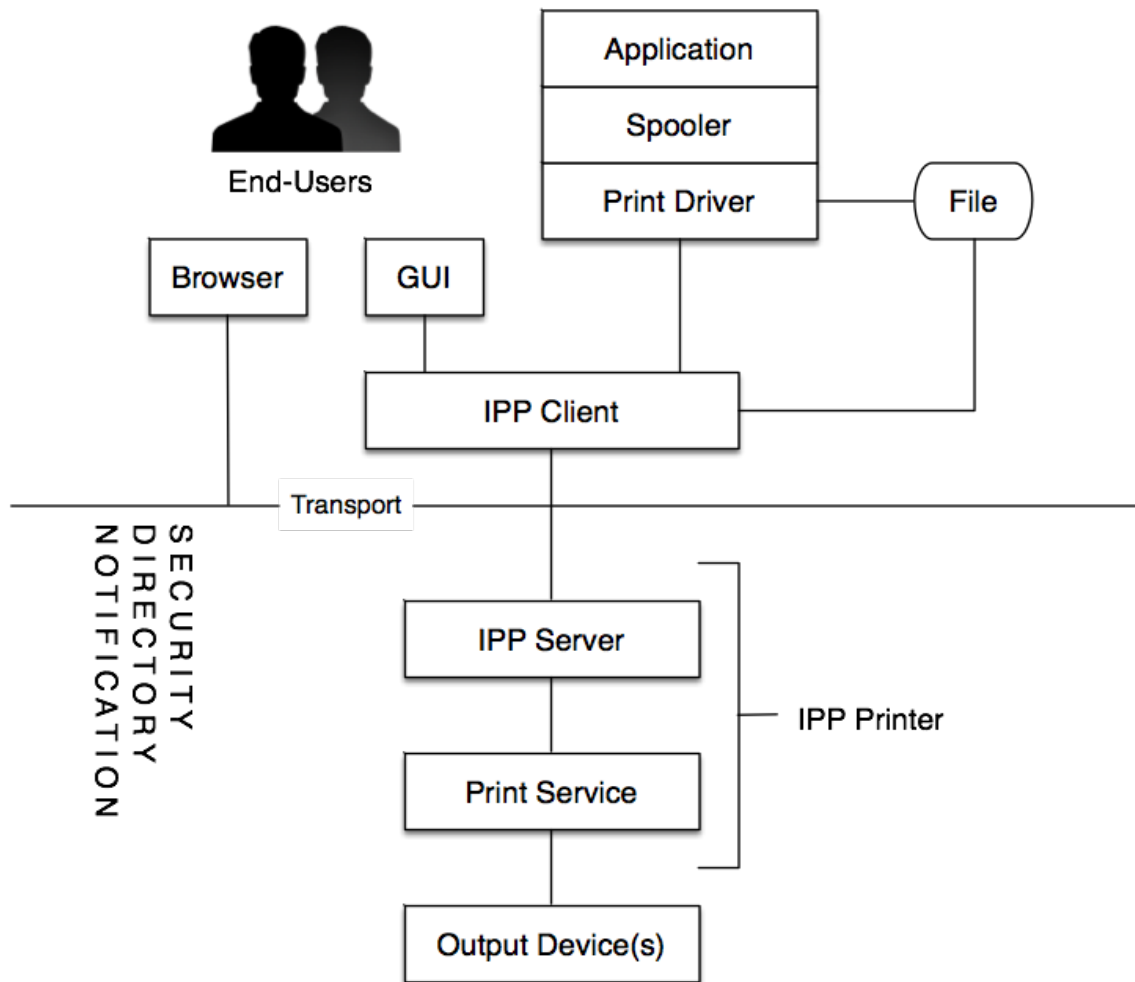 Application
Spooler
End-Users
Print Driver
File
Browser
GUI
IPP Client
Transport
SECURITY
DIRECTORY
NOTIFICATION
IPP Server
IPP Printer
Print Service
Output Device(s)